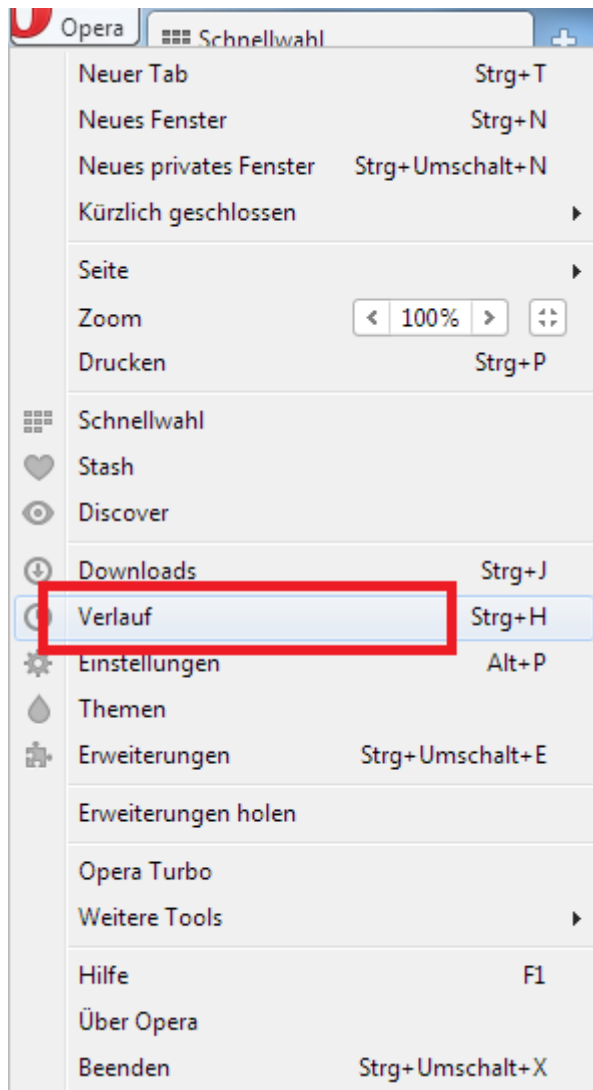 Opera Schnellwahl
Neuer Tab Strg+T
Neues Fenster Strg+N
Neues privates Fenster Strg+Umschalt+N
Kürzlich geschlossen
Seite
Zoom 100%
Drucken Strg+P
Schnellwahl
Stash
Discover
Downloads Strg+J
Verlauf Strg+H
Einstellungen Alt+P
Themen
Erweiterungen Strg+Umschalt+E
Erweiterungen holen
Opera Turbo
Weitere Tools
Hilfe F1
Über Opera
Beenden Strg+Umschalt+X